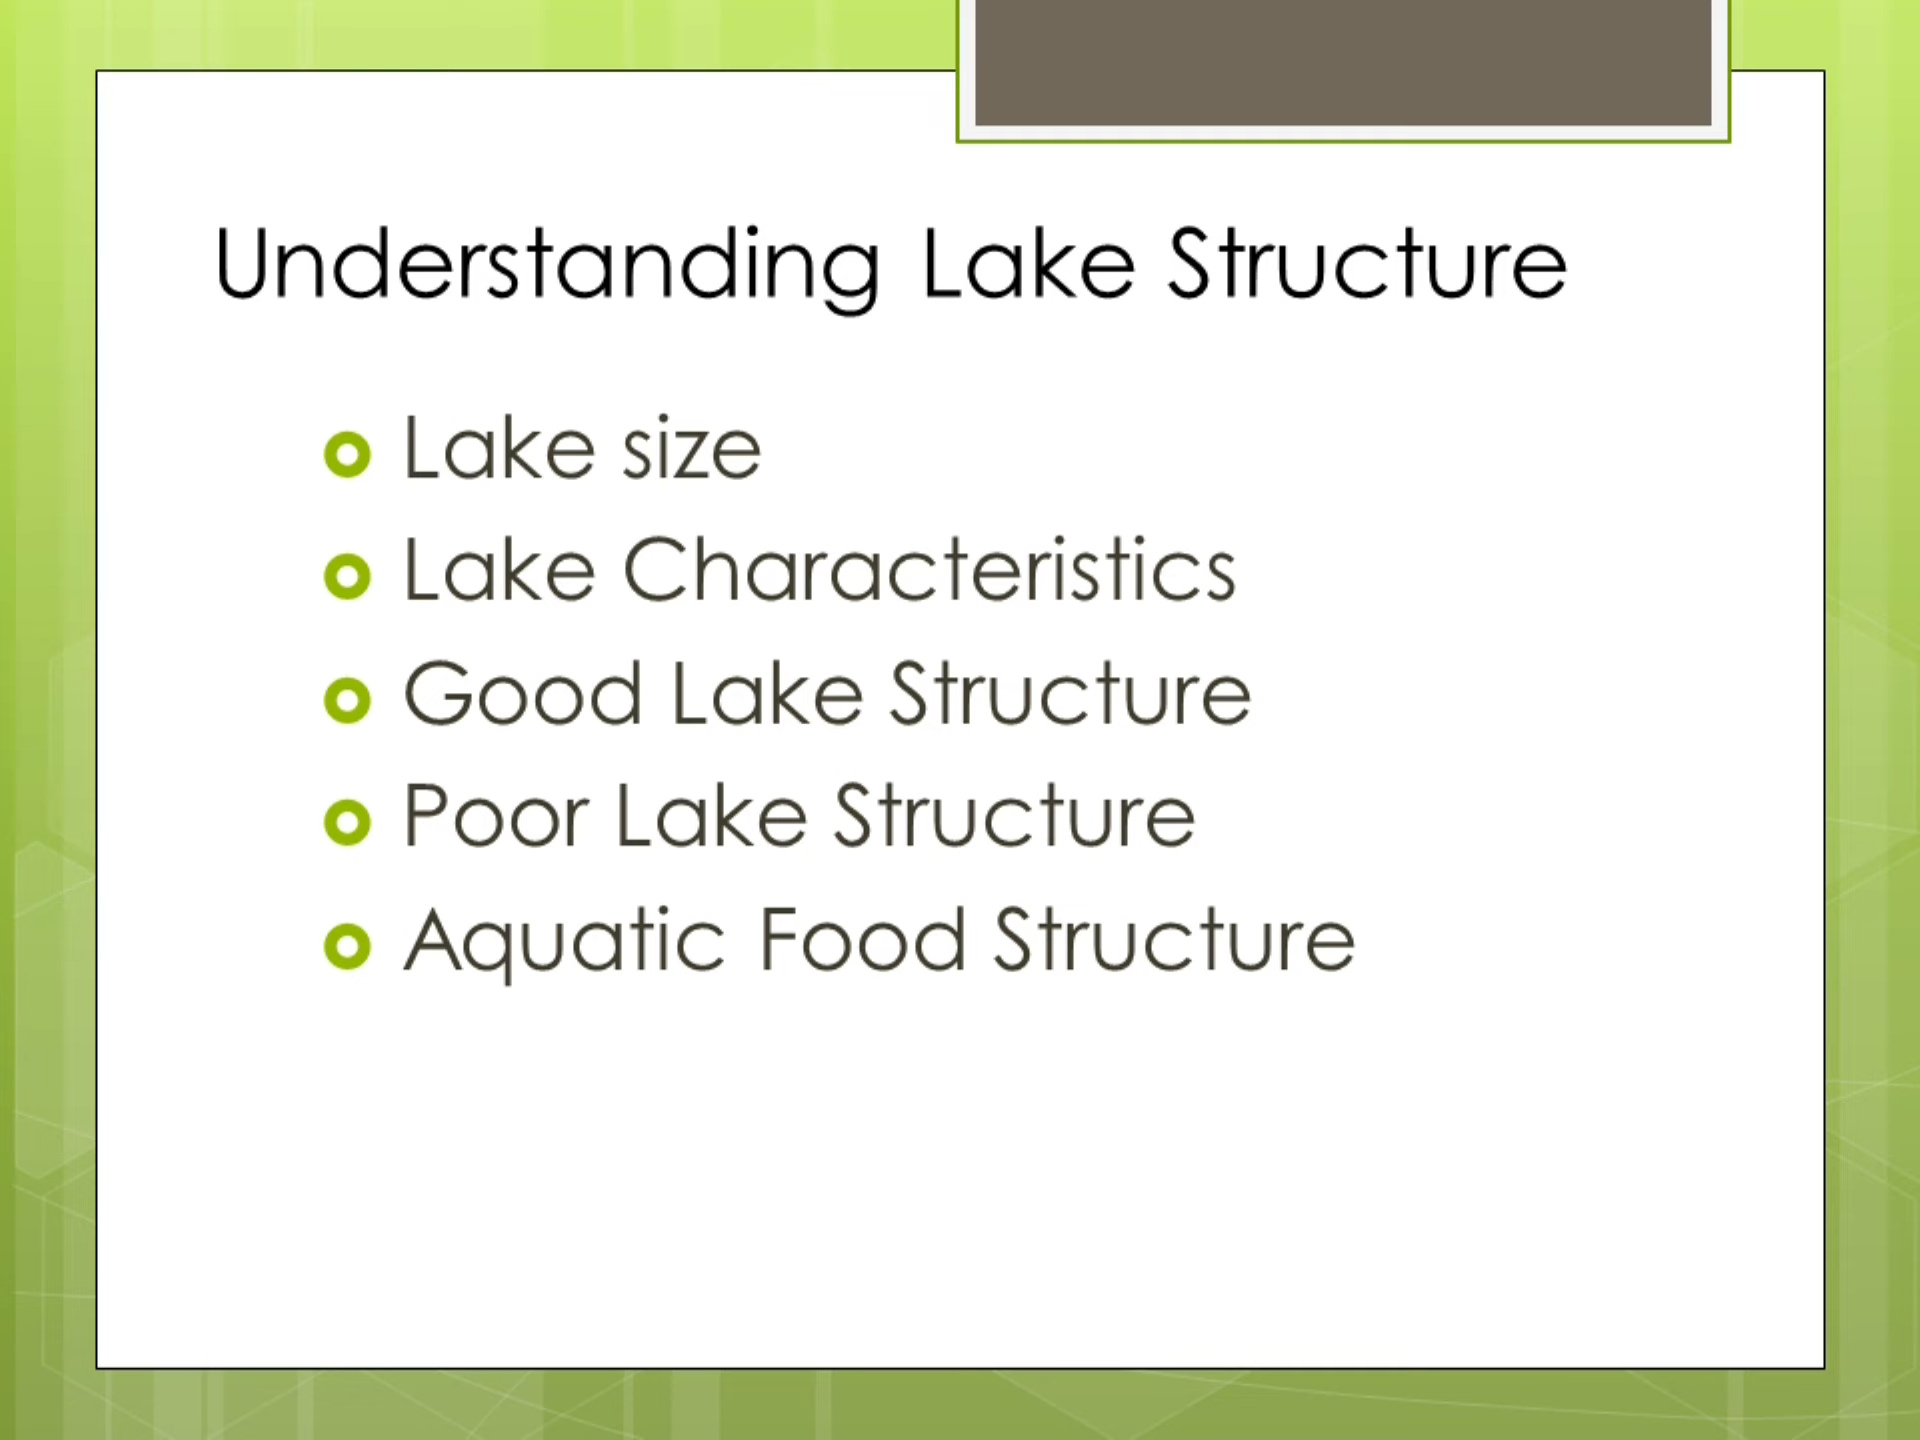 Understanding Lake Structure
Lake size
Lake Characteristics
Good Lake Structure
Poor Lake Structure
Aquatic Food Structure